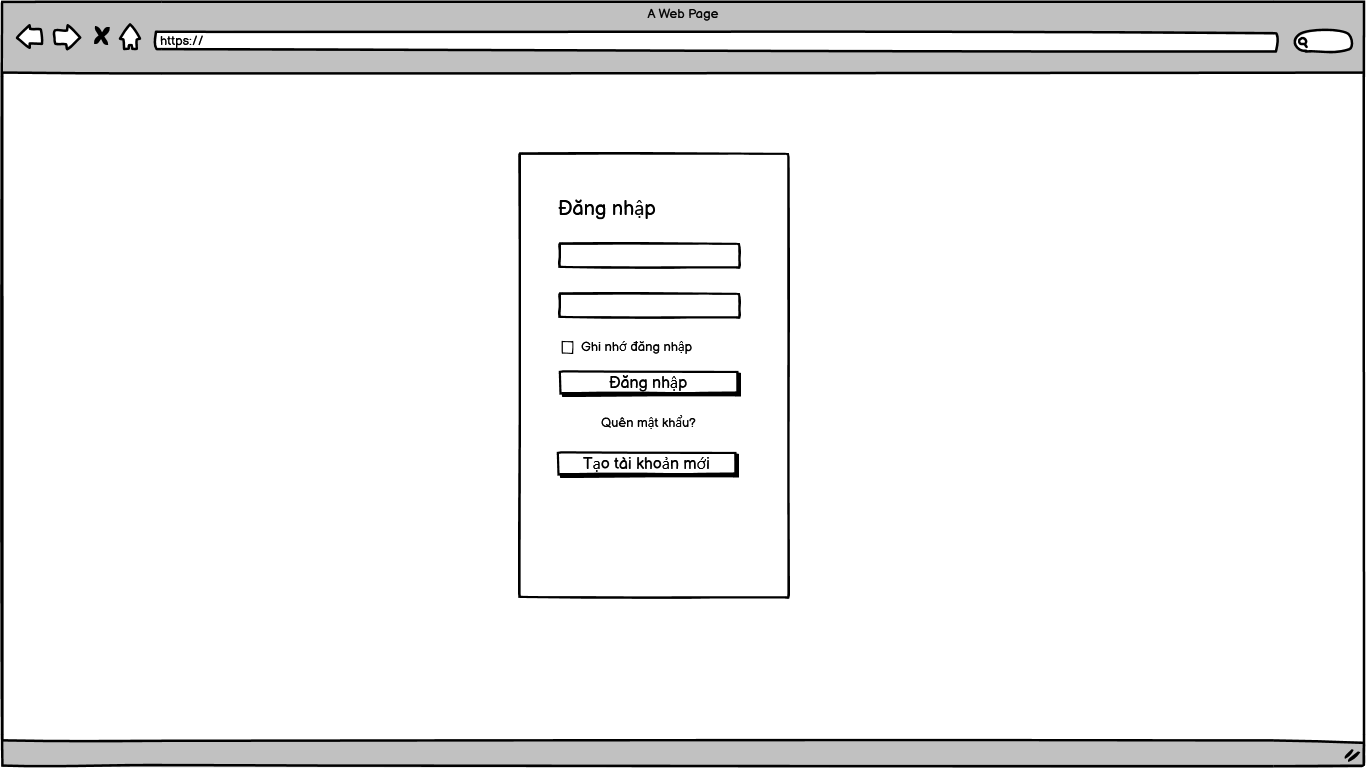 A Web Page
https://
Đăng nhập
Ghi nhớ đăng nhập
Đăng nhập
Quên mật khẩu?
Tạo tài khoản mới